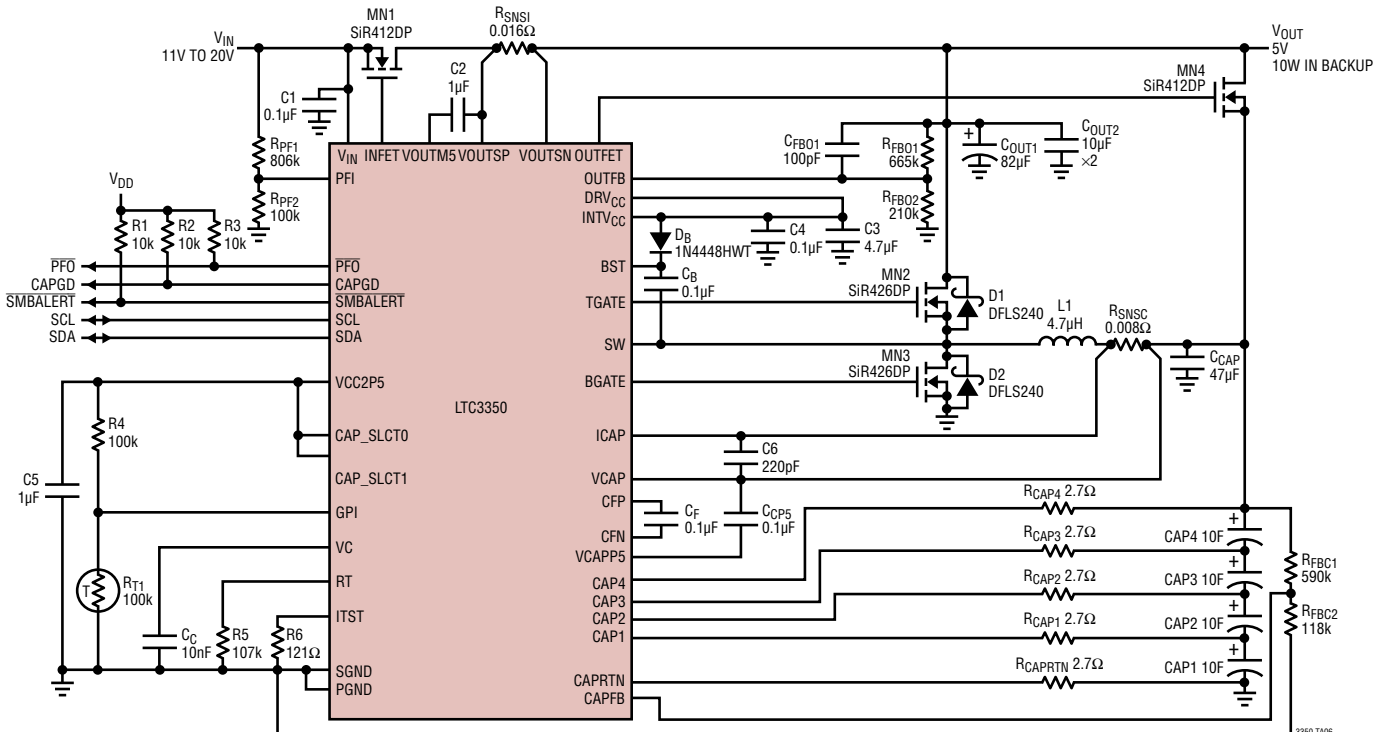 MN1
SiR412DP
RSNSI
0.016Ω
VIN
11V TO 20V
VOUT
5V
10W IN BACKUP
C1
0.1µF
C2
1µF
MN4
SiR412DP
VIN INFET VOUTM5 VOUTSP VOUTSN OUTFET
RPF1
806k
PFI
RPF2
100k
CFBO1
100pF
RFBO1
665k
+
COUT1
82µF
COUT2
10µF
×2
OUTFB
DRVCC
INTVCC
RFBO2
210k
VDD
R1
10k
R2
10k
R3
10k
DB
1N4448HWT
C4
0.1µF
C3
4.7µF
PFO
PFO
CAPGD
CAPGD
SMBALERT
SMBALERT
SCL
SCL
SDA
SDA
BST
CB
0.1µF
TGATE
MN2
SiR426DP
D1
DFLS240
SW
L1
4.7µH
RSNSC
0.008Ω
CCAP
47µF
BGATE
MN3
SiR426DP
D2
DFLS240
LTC3350
VCC2P5
CAP_SLCT0
CAP_SLCT1
R4
100k
C5
1µF
GPI
ICAP
C6
220pF
VCAP
CFP
CF
0.1µF
CFN
CCP5
0.1µF
VCAPP5
VC
RT
ITST
T
RT1
100k
CC
10nF
R5
107k
R6
121Ω
SGND
PGND
CAP4
CAP3
CAP2
CAP1
CAPRTN
CAPFB
RCAP4 2.7Ω
RCAP3 2.7Ω
RCAP2 2.7Ω
RCAP1 2.7Ω
RCAPRTN 2.7Ω
+
CAP4 10F
+
CAP3 10F
+
CAP2 10F
+
CAP1 10F
RFBC1
590k
RFBC2
118k
3350 TA06